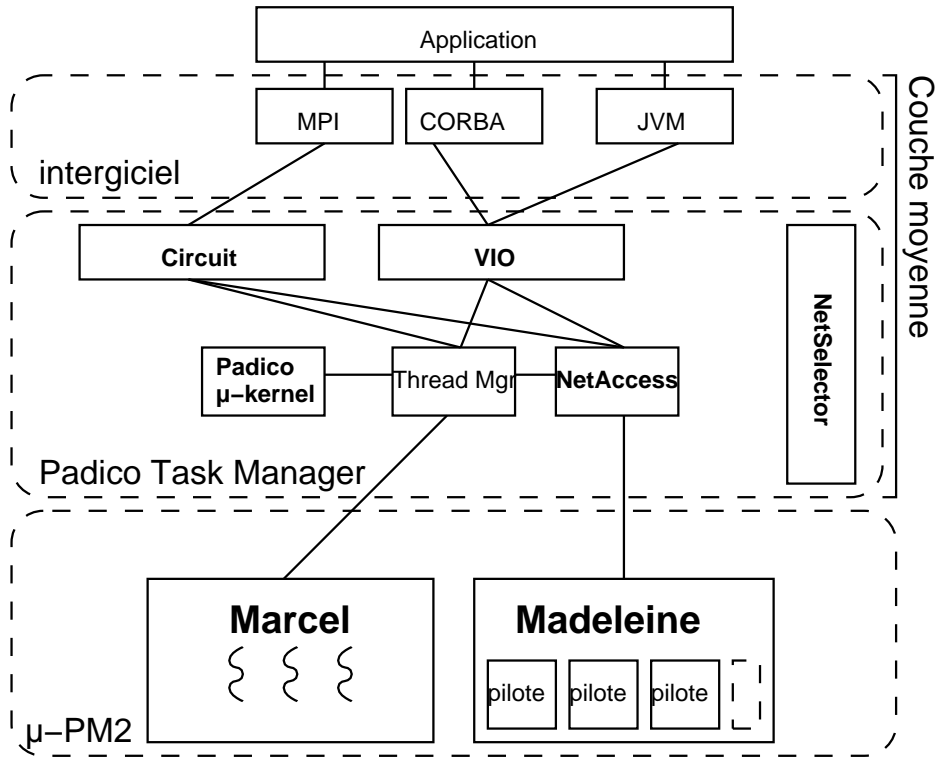 Application
MPI
CORBA
JVM
intergiciel
Couche moyenne
Circuit
VIO
NetSelector
Padico
µ−kernel
Thread Mgr
NetAccess
Padico Task Manager
Marcel
Madeleine
pilote
pilote
pilote
µ−PM2